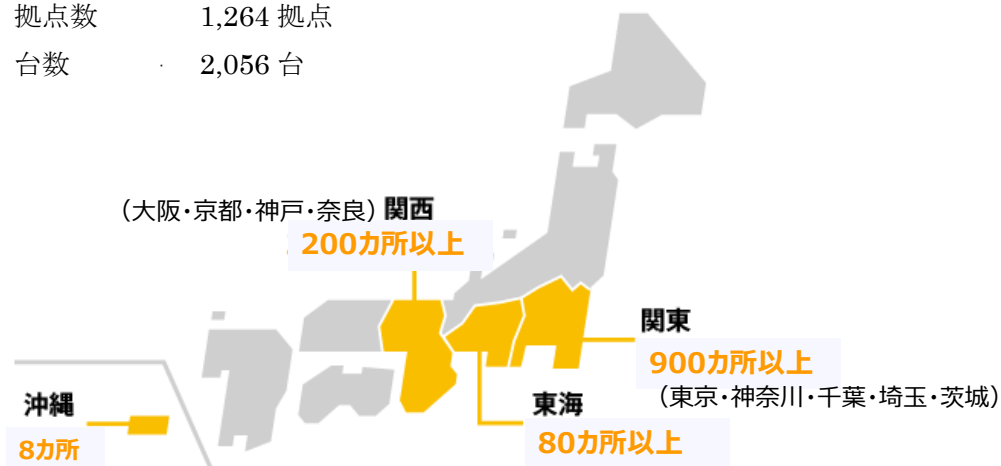 拠点数 1,264 拠点
台数 2,056 台
（大阪・京都・神戸・奈良）関西
200カ所以上
関東
900カ所以上
（東京・神奈川・千葉・埼玉・茨城）
東海
80カ所以上
沖縄
8カ所